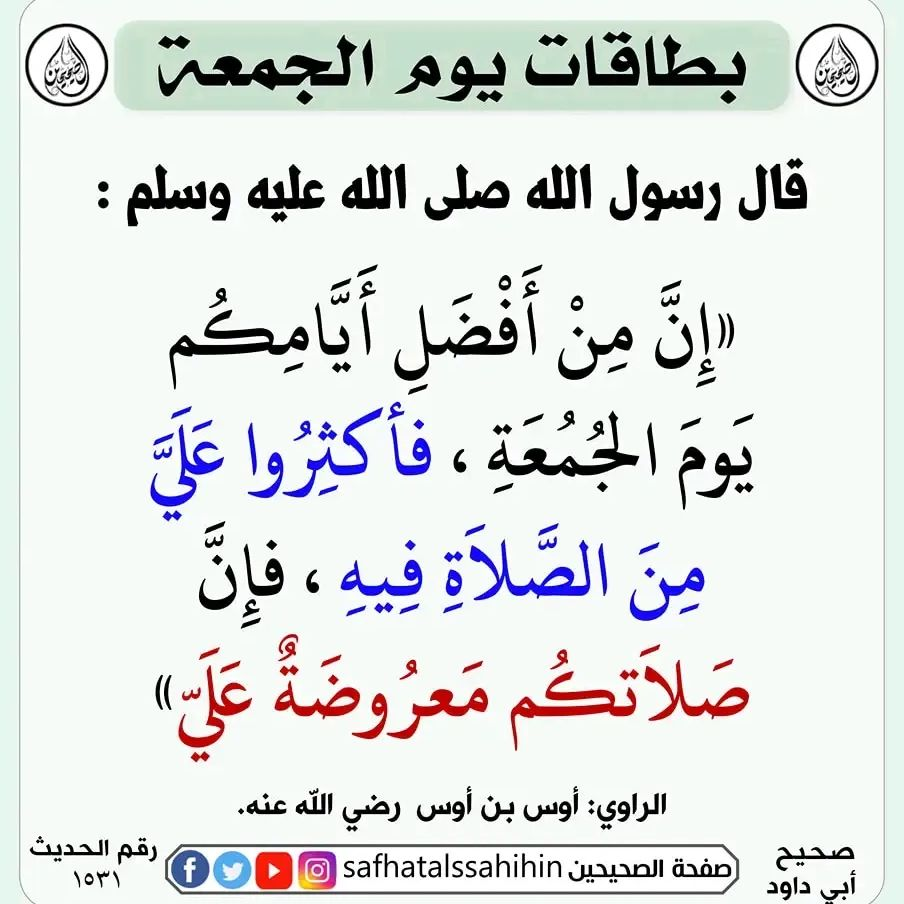 بطاقات يوم الجمعة
قال رسول الله صلى الله عليه وسلم :
«إِنَّ مِنْ أَفْضَلِ أَيَّامِكُم
يَومَ الجُمُعَةِ ، فأكثِرُوا عَلَيَّ
مِنَ الصَّلاَةِ فِيهِ ، فإِنَّ
صَلاَتكُم مَعرُوضَةٌ عَلَيّ»
الراوي: أوس بن أوس رضي الله عنه.
صحيح
أبي داود
صفحة الصحيحين safhatalssahihin
رقم الحديث
١٥٣١